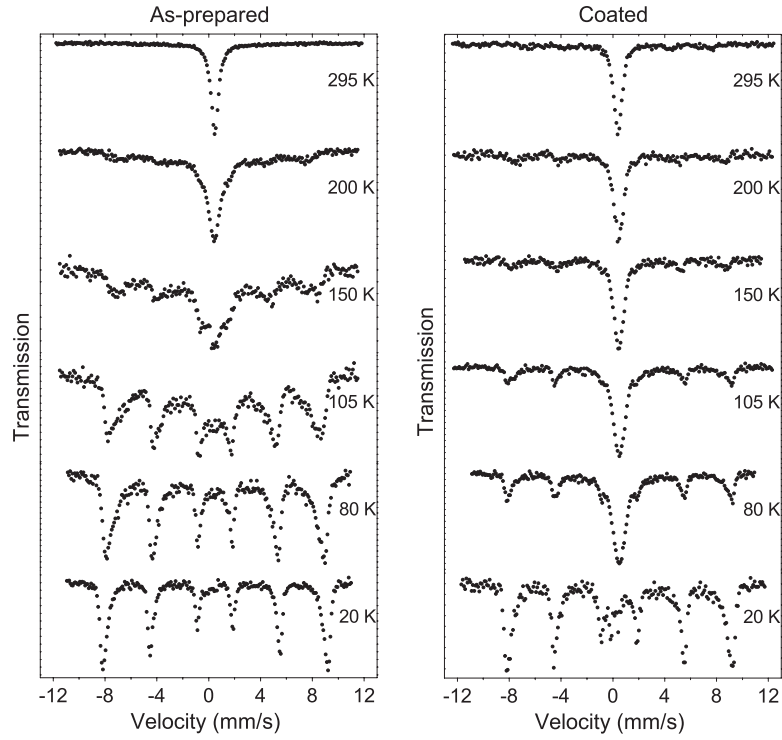 As-prepared
295 K
200 K
150 K
105 K
80 K
20 K
Transmission
-12 -8 -4 0 4 8 12
Velocity (mm/s)
Coated
295 K
200 K
150 K
105 K
80 K
20 K
Transmission
-12 -8 -4 0 4 8 12
Velocity (mm/s)